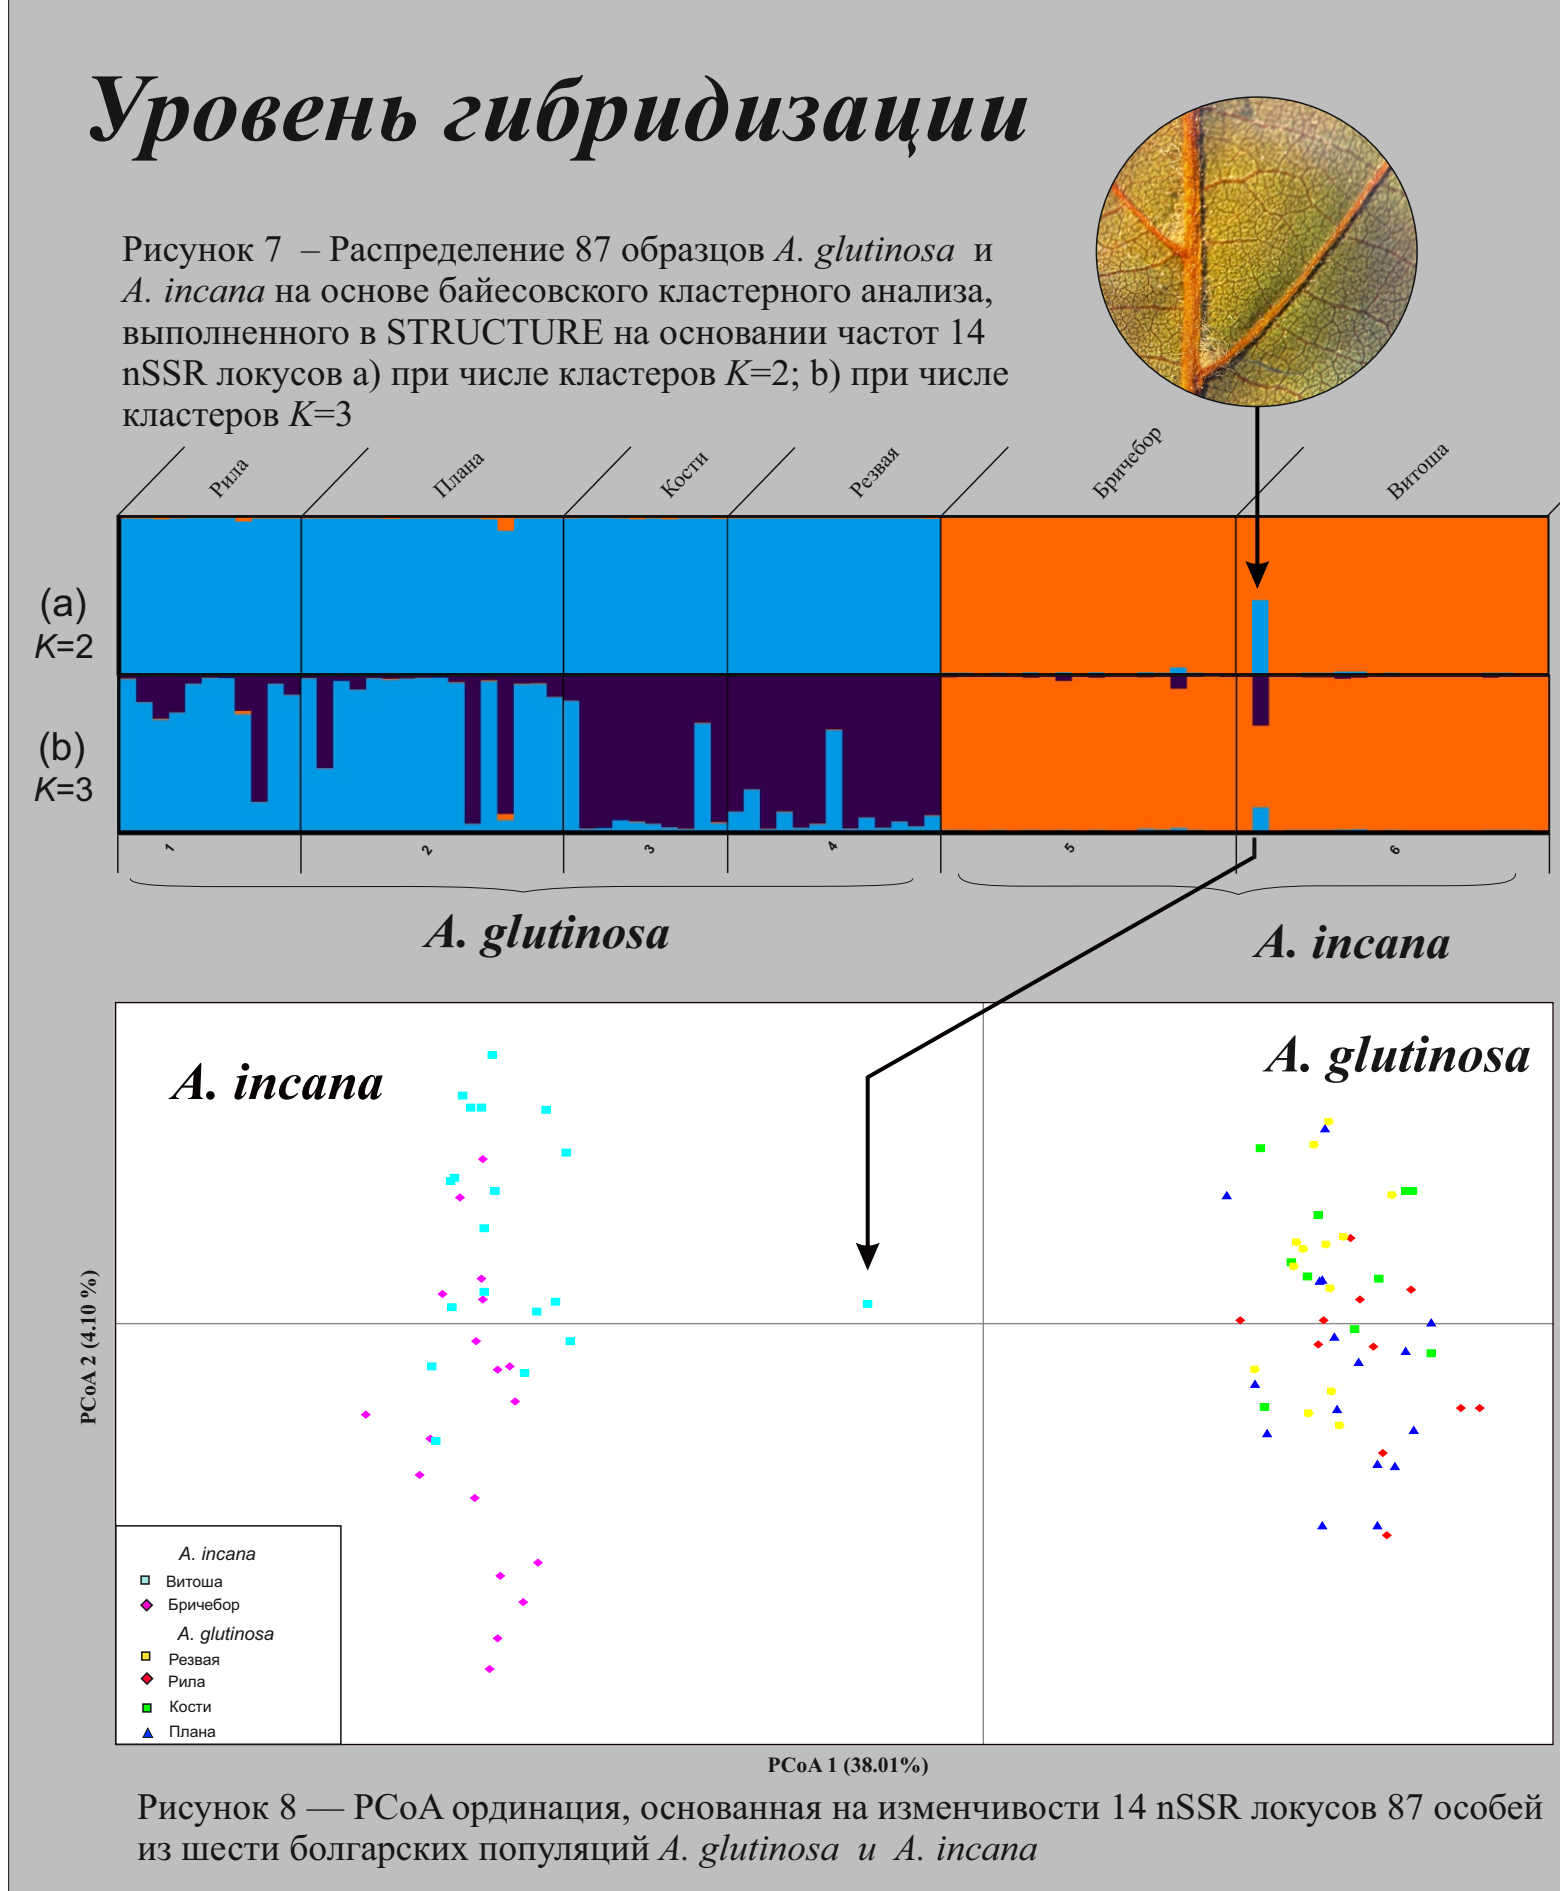 Уровень гибридизации
Рисунок 7 – Распределение 87 образцов A. glutinosa и
A. incana на основе байесовского кластерного анализа,
выполненного в STRUCTURE на основании частот 14
nSSR локусов a) при числе кластеров K=2; b) при числе
кластеров K=3
Рила
Плана
Кости
Резвая
Бричебор
Витоша
(a)
K=2
(b)
K=3
1
2
3
4
5
6
A. glutinosa
A. incana
A. incana
A. glutinosa
PCoA 2 (4.10 %)
A. incana
Витоша
Бричебор
A. glutinosa
Резвая
Рила
Кости
Плана
PCoA 1 (38.01%)
Рисунок 8 — PCoA ординация, основанная на изменчивости 14 nSSR локусов 87 особей
из шести болгарских популяций A. glutinosa и A. incana